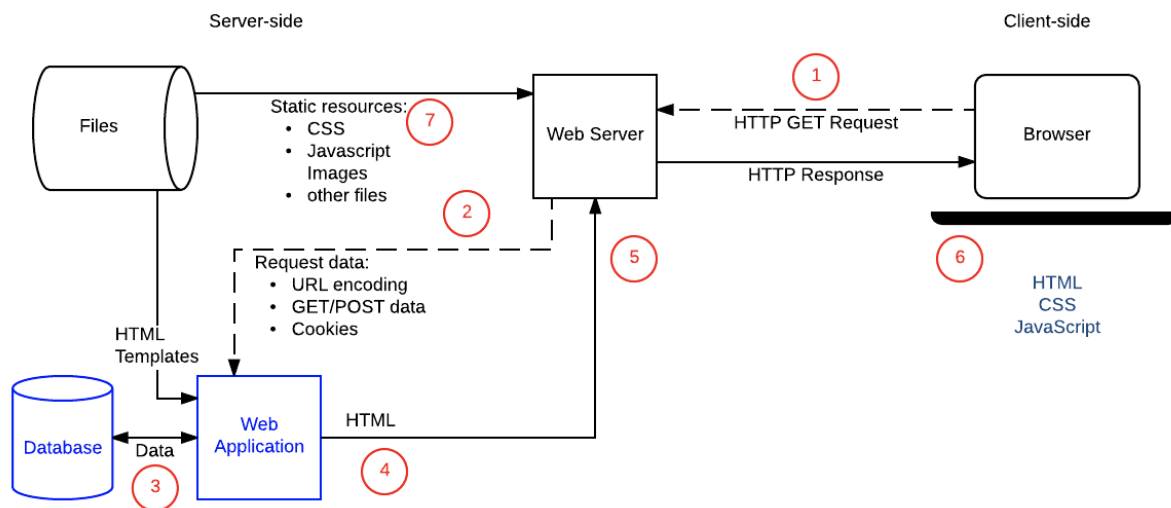 Server-side
Client-side
1
Files
Static resources:
7
• CSS
• Javascript
Images
• other files
Web Server
HTTP GET Request
HTTP Response
Browser
2
5
6
Request data:
• URL encoding
• GET/POST data
• Cookies
HTML
CSS
JavaScript
HTML
Templates
Database
Data
3
Web
Application
HTML
4